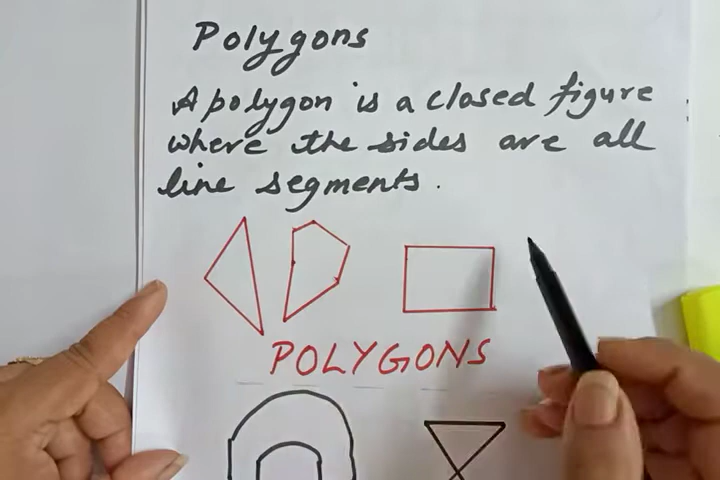 Polygons
A polygon is a closed figure
where the sides are all
line segments.
POLYGONS